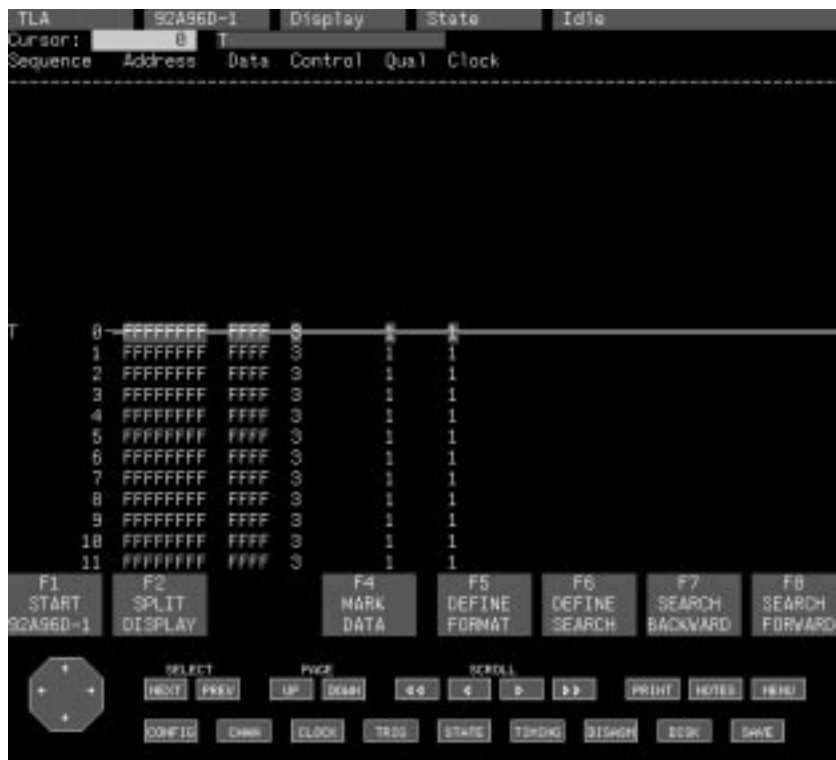 TLA 92A96D-1 Display State Idle
Cursor: 0 T
Sequence Address Data Control Qual Clock
T 0 FFFFFFFF FFFF 3 1 1
1 FFFFFFFF FFFF 3 1 1
2 FFFFFFFF FFFF 3 1 1
3 FFFFFFFF FFFF 3 1 1
4 FFFFFFFF FFFF 3 1 1
5 FFFFFFFF FFFF 3 1 1
6 FFFFFFFF FFFF 3 1 1
7 FFFFFFFF FFFF 3 1 1
8 FFFFFFFF FFFF 3 1 1
9 FFFFFFFF FFFF 3 1 1
10 FFFFFFFF FFFF 3 1 1
11 FFFFFFFF FFFF 3 1 1
F1 F2 F4 F5 F6 F7 F8
START SPLIT MARK DEFINE DEFINE SEARCH SEARCH
92A96D-1 DISPLAY DATA FORMAT SEARCH BACKWARD FORWARD
SELECT PAGE SCROLL
NEXT PREV UP DOWN PRINT NOTES MENU
CONFIG CHAN CLOCK TRIG STATE TIMING DISASM DISK SAVE